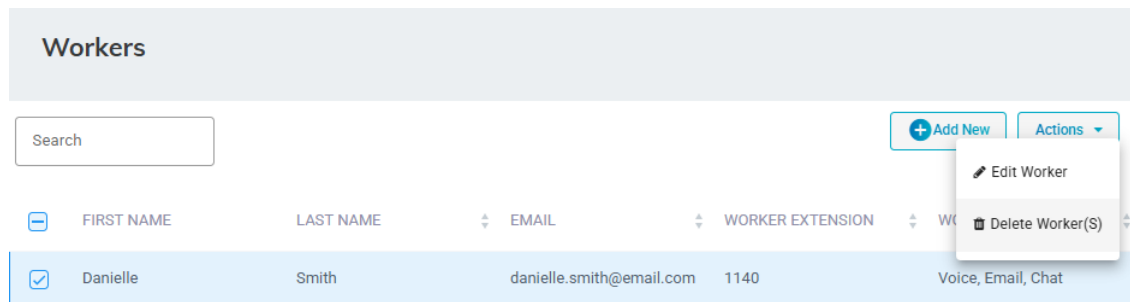 Workers
Search
Add New
Actions
Edit Worker
Delete Worker(S)
FIRST NAME LAST NAME EMAIL WORKER EXTENSION
Danielle Smith danielle.smith@email.com 1140 Voice, Email, Chat